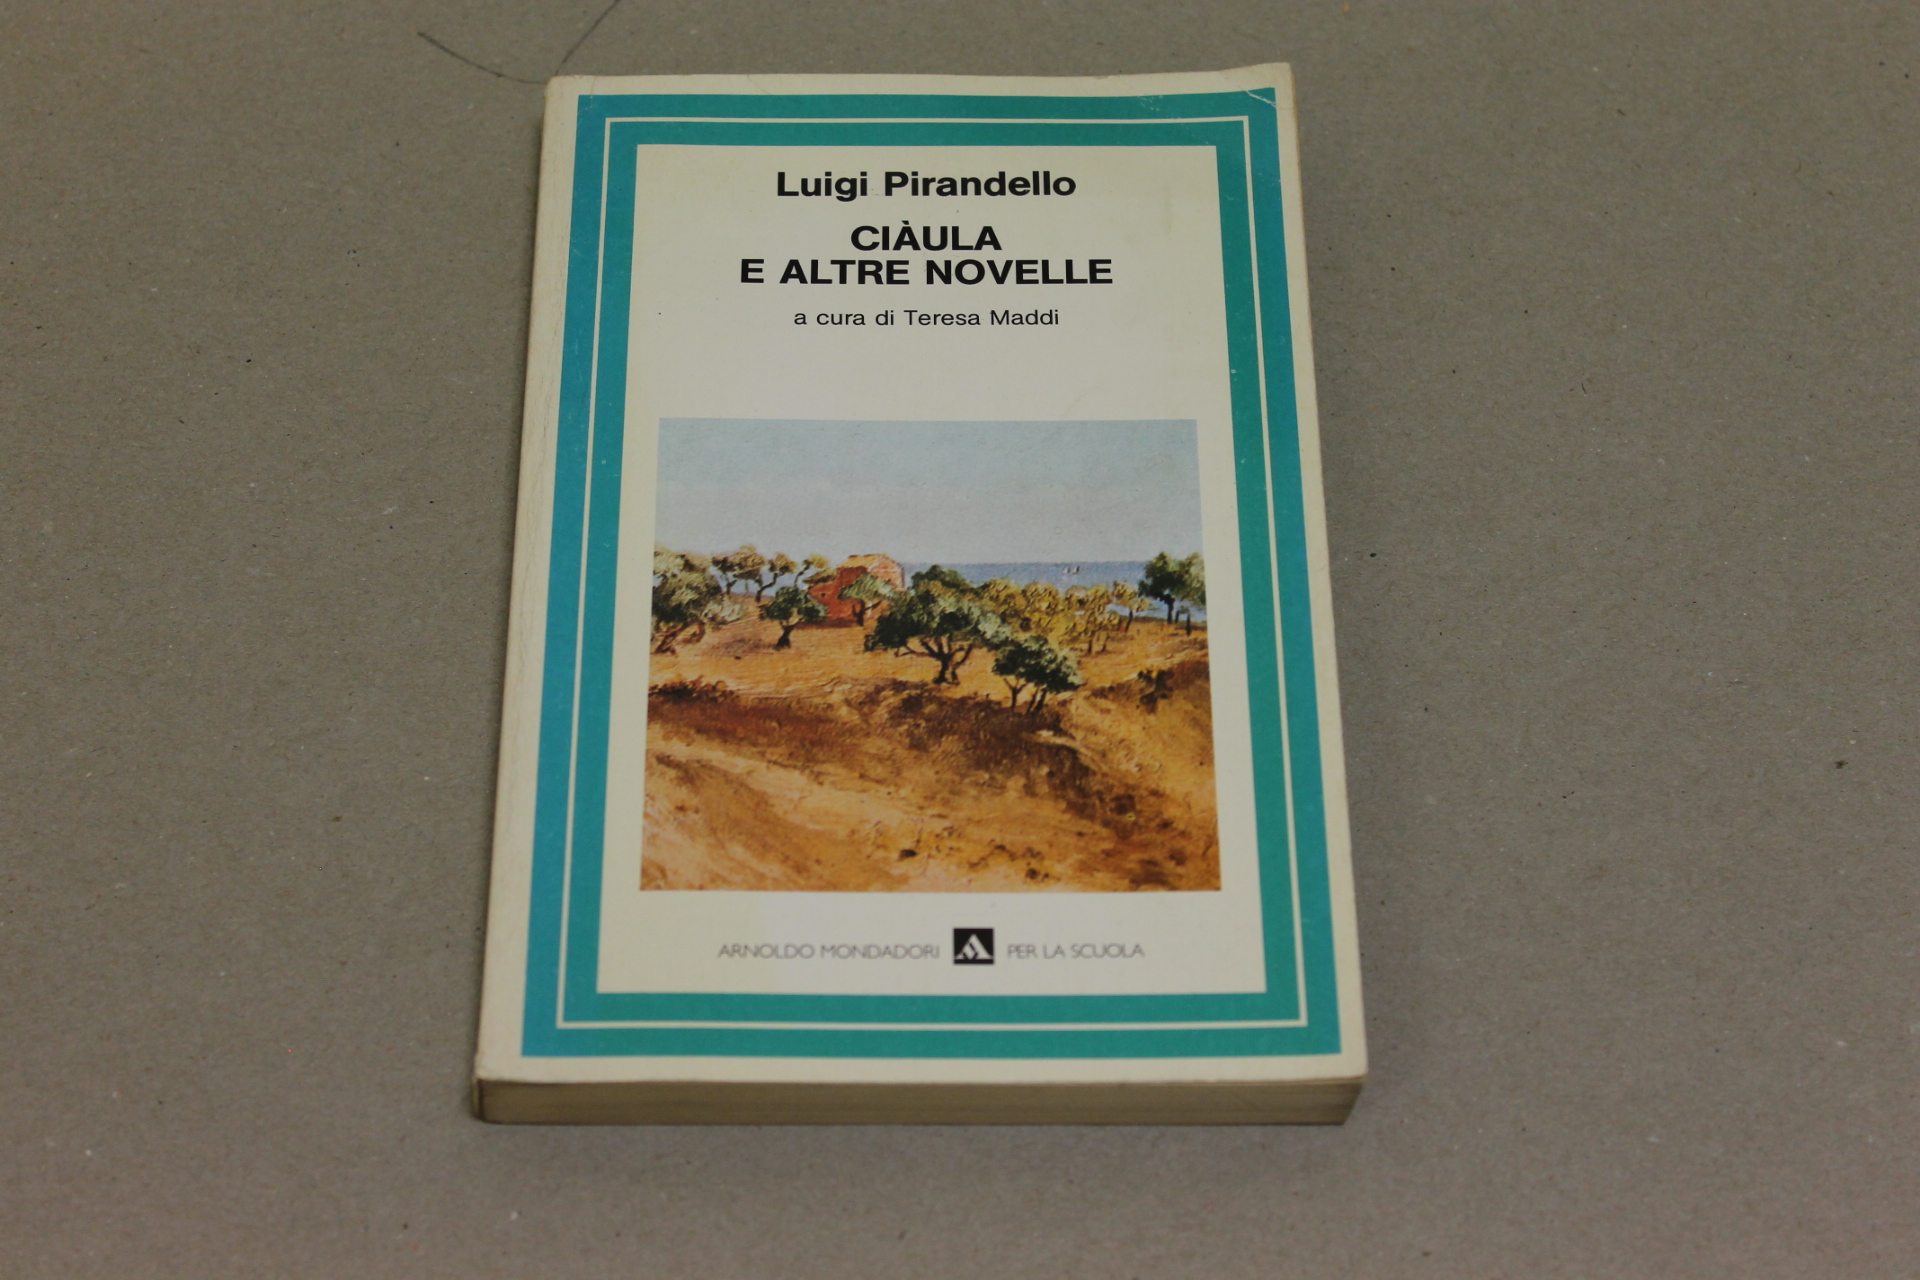 Luigi Pirandello
CIÀULA
E ALTRE NOVELLE
a cura di Teresa Maddi
ARNOLDO MONDADORI PER LA SCUOLA